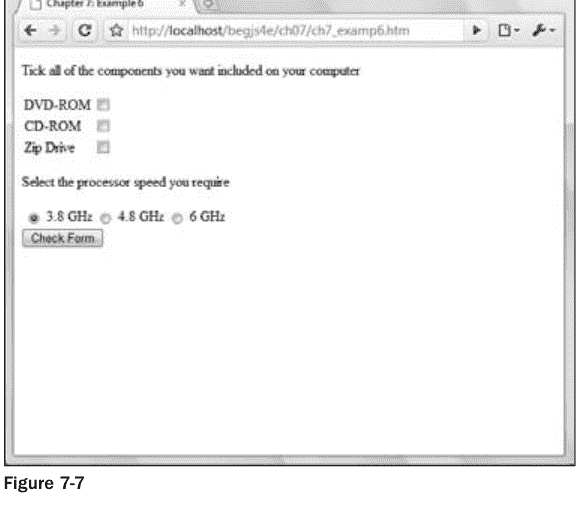 Chapter 7: Example 6
http://localhost/begjs4e/ch07/ch7_examp6.htm
Tick all of the components you want included on your computer
DVD-ROM
CD-ROM
Zip Drive
Select the processor speed you require
3.8 GHz 4.8 GHz 6 GHz
Check Form
Figure 7-7